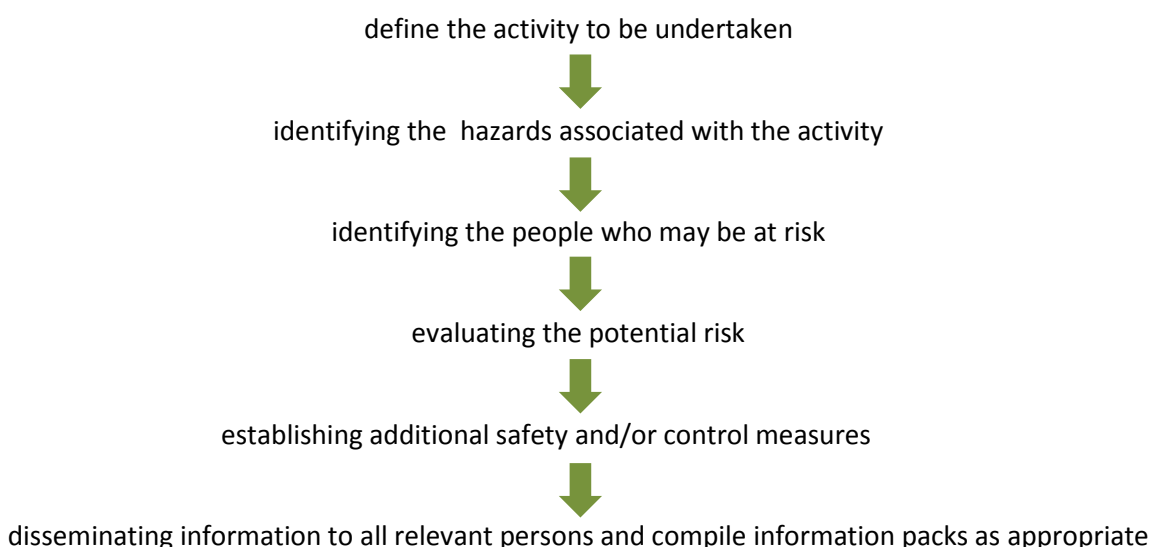 define the activity to be undertaken
identifying the  hazards associated with the activity
identifying the people who may be at risk
evaluating the potential risk
establishing additional safety and/or control measures
disseminating information to all relevant persons and compile information packs as appropriate